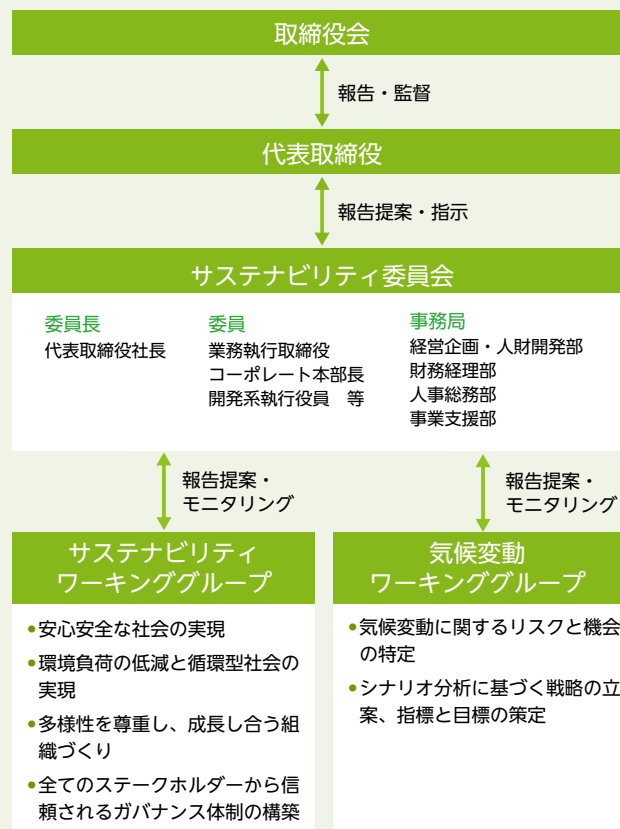 取締役会
報告・監督
代表取締役
報告提案・指示
サステナビリティ委員会
委員長
代表取締役社長
委員
業務執行取締役
コーポレート本部長
開発系執行役員　等
事務局
経営企画・人財開発部
財務経理部
人事総務部
事業支援部
報告提案・
モニタリング
報告提案・
モニタリング
サステナビリティ
ワーキンググループ
•安心安全な社会の実現
•環境負荷の低減と循環型社会の
実現
•多様性を尊重し、成長し合う組
織づくり
•全てのステークホルダーから信
頼されるガバナンス体制の構築
気候変動
ワーキンググループ
•気候変動に関するリスクと機会
の特定
•シナリオ分析に基づく戦略の立
案、指標と目標の策定